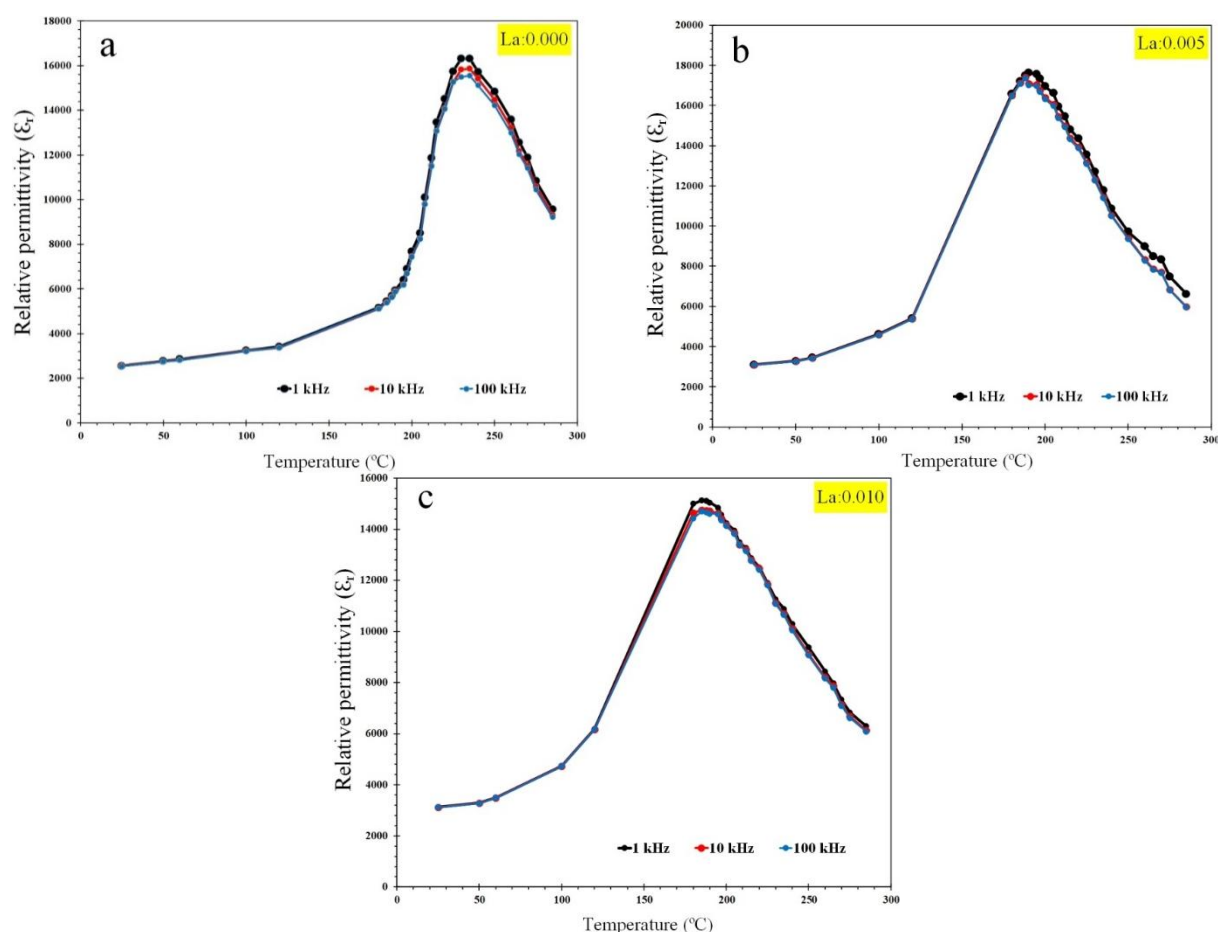 a
La:0.000
Relative permittivity (Ɛr)
18000
16000
14000
12000
10000
8000
6000
4000
2000
0
1 kHz 10 kHz 100 kHz
0 50 100 150 200 250 300
Temperature (ºC)
b
La:0.005
Relative permittivity (Ɛr)
20000
18000
16000
14000
12000
10000
8000
6000
4000
2000
0
1 kHz 10 kHz 100 kHz
0 50 100 150 200 250 300
Temperature (ºC)
c
La:0.010
Relative permittivity (Ɛr)
16000
14000
12000
10000
8000
6000
4000
2000
0
1 kHz 10 kHz 100 kHz
0 50 100 150 200 250 300
Temperature (ºC)